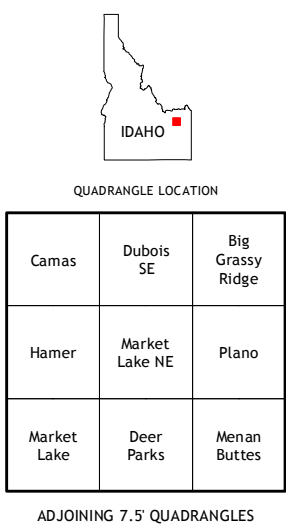 IDAHO
QUADRANGLE LOCATION
Camas
Dubois
SE
Big
Grassy
Ridge
Hamer
Market
Lake NE
Plano
Market
Lake
Deer
Parks
Menan
Buttes
ADJOINING 7.5' QUADRANGLES